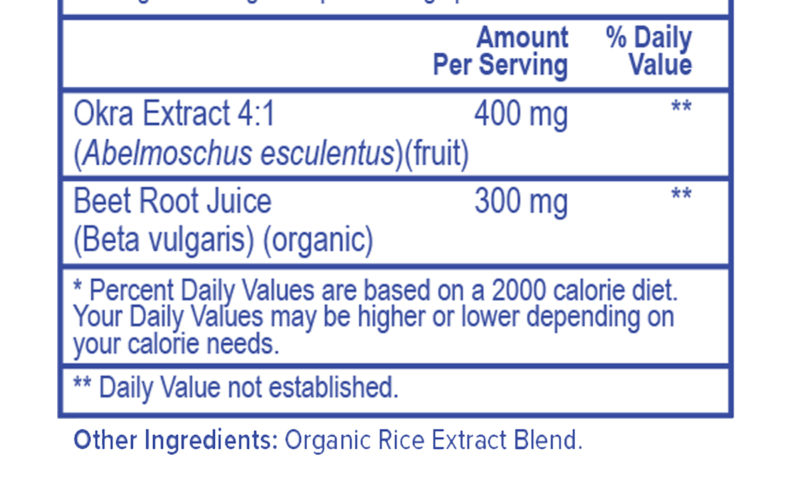 Amount % Daily
Per Serving Value
Okra Extract 4:1 400 mg **
(Abelmoschus esculentus)(fruit)
Beet Root Juice 300 mg **
(Beta vulgaris) (organic)
* Percent Daily Values are based on a 2000 calorie diet.
Your Daily Values may be higher or lower depending on
your calorie needs.
** Daily Value not established.
Other Ingredients: Organic Rice Extract Blend.